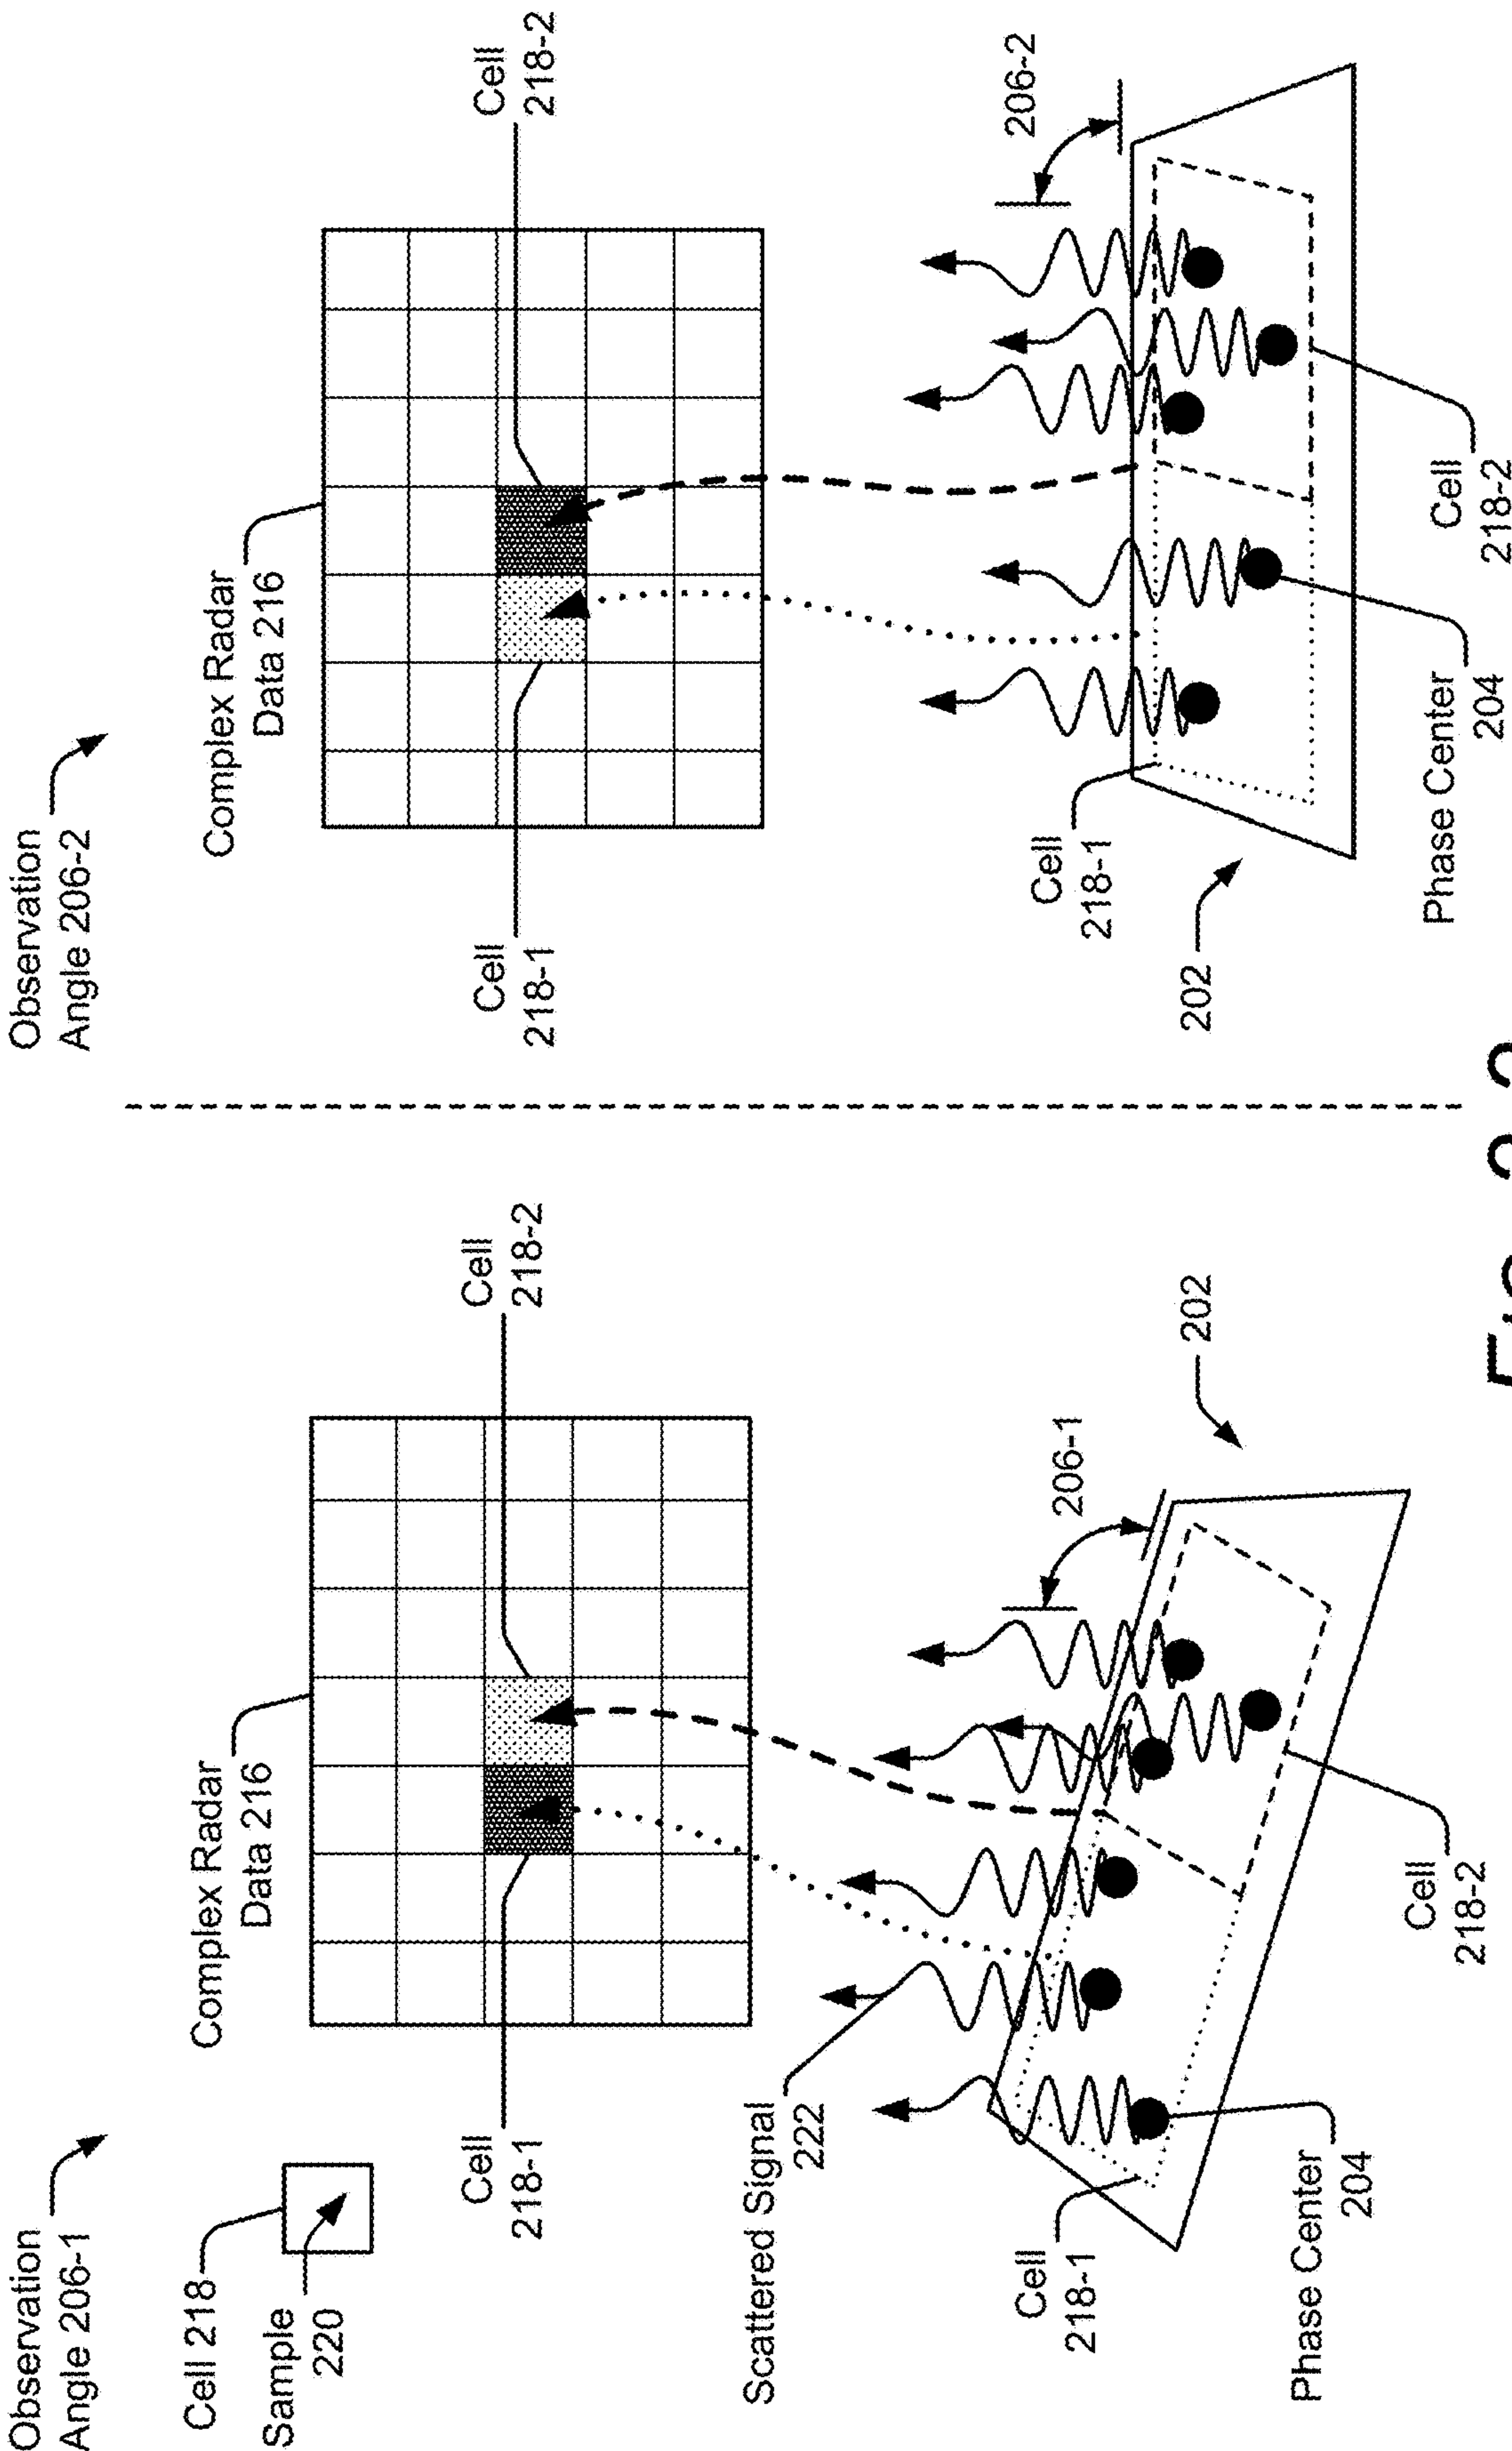 Observation
Angle 206-1
Cell 218
Sample
220
Complex Radar
Data 216
Cell
218-1
Cell
218-2
Scattered Signal
222
206-1
202
Cell
218-1
Phase Center
204
Cell
218-2
Observation
Angle 206-2
Complex Radar
Data 216
Cell
218-1
Cell
218-2
206-2
202
Cell
218-1
Phase Center
204
Cell
218-2